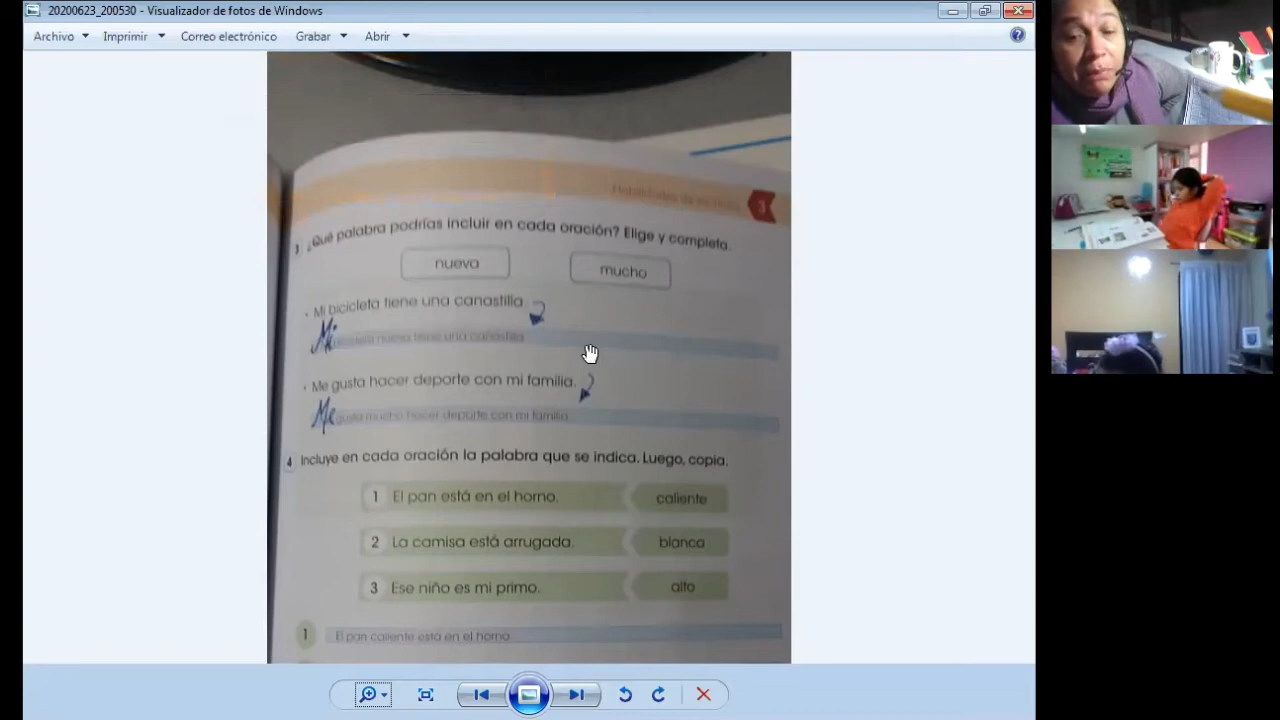 20200623_200530 - Visualizador de fotos de Windows
Archivo Imprimir Correo electrónico Grabar Abrir
Habilidades de
3
3 ¿Qué palabra podrías incluir en cada oración? Elige y completa.
nueva mucho
• Mi bicicleta tiene una canastilla.
Mi bicicleta nueva tiene una canastilla
• Me gusta hacer deporte con mi familia.
Me gusta mucho hacer deporte con mi familia
4 Incluye en cada oración la palabra que se indica. Luego, copia.
1 El pan está en el horno. caliente
2 La camisa está arrugada. blanca
3 Ese niño es mi primo. alto
1 El pan caliente está en el horno